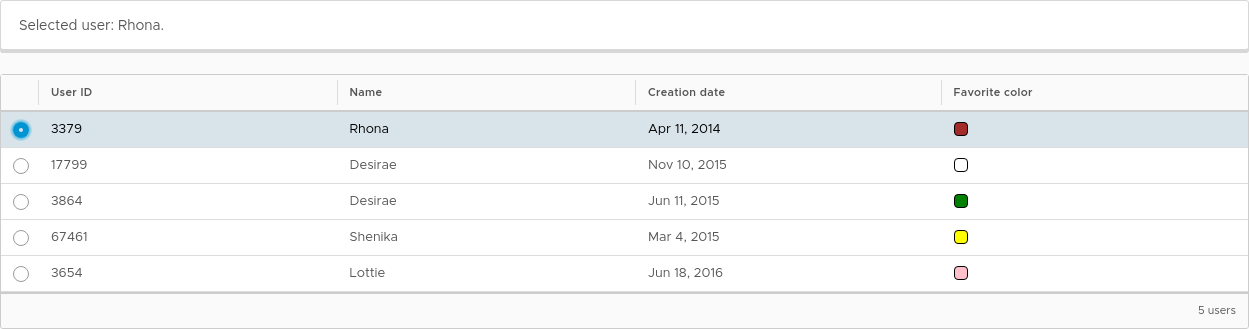 Selected user: Rhona.
User ID Name Creation date Favorite color
3379 Rhona Apr 11, 2014
17799 Desirae Nov 10, 2015
3864 Desirae Jun 11, 2015
67461 Shenika Mar 4, 2015
3654 Lottie Jun 18, 2016
5 users